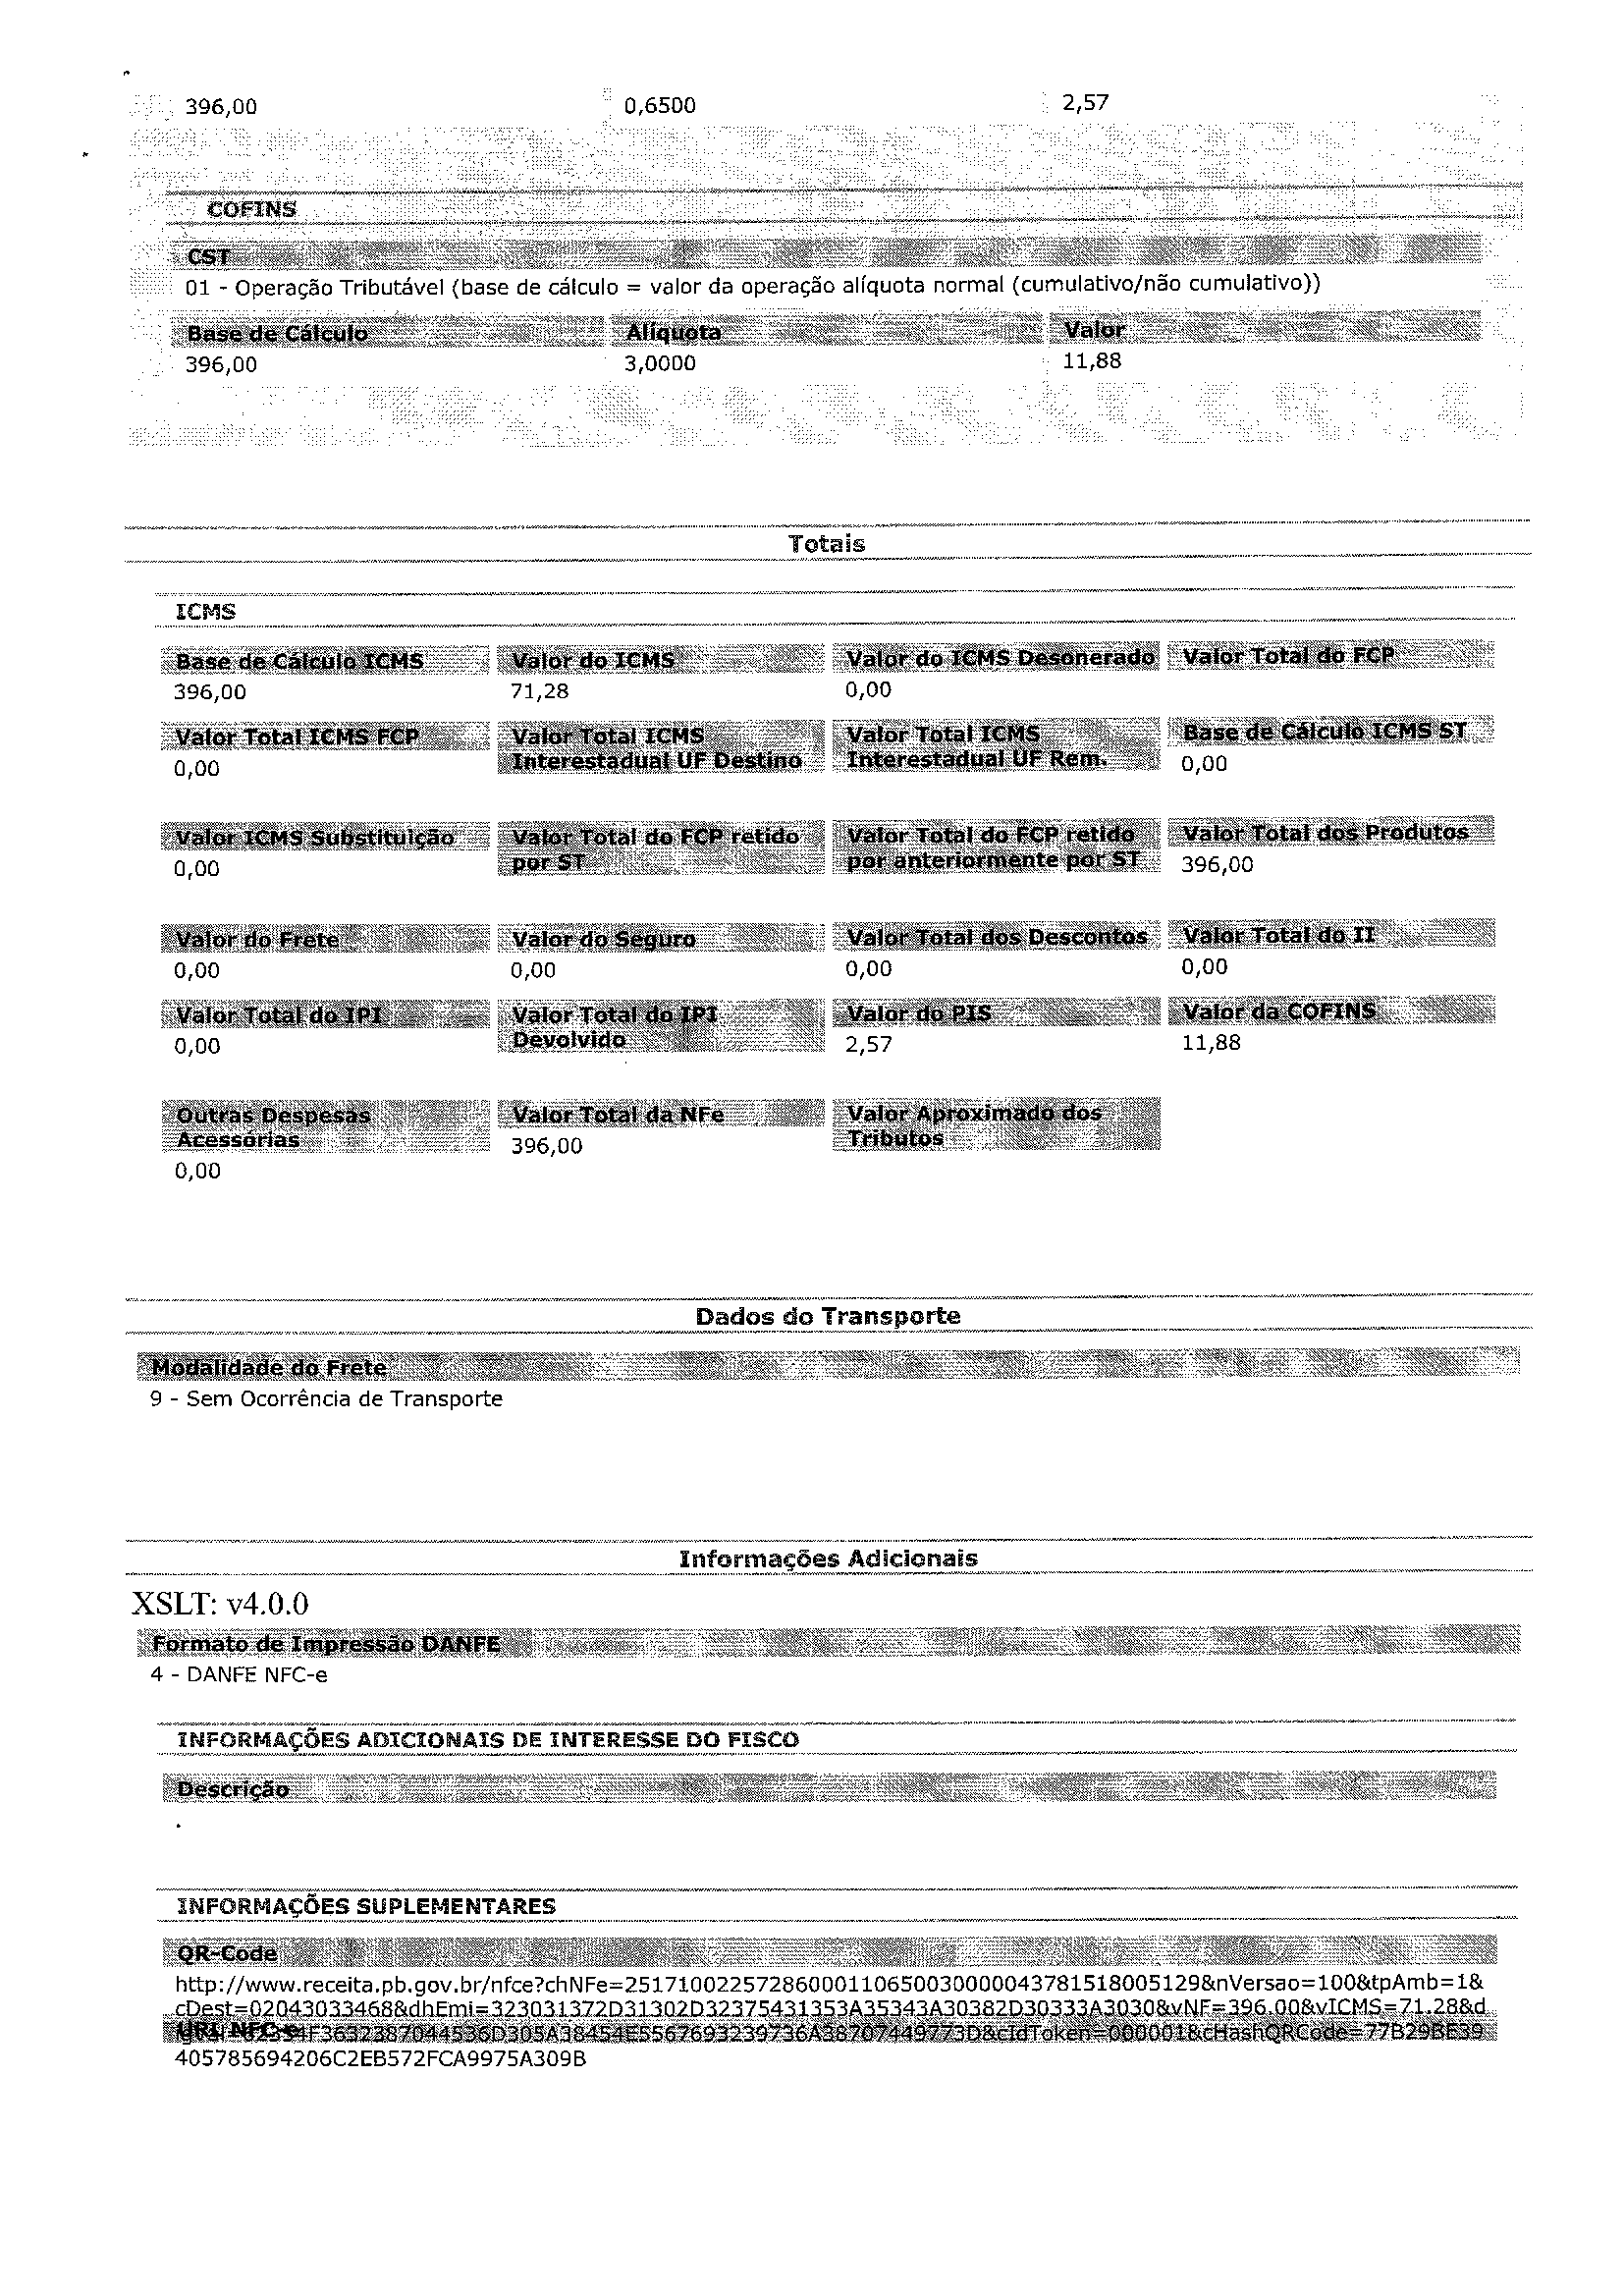 396,00 0,6500 2,57
COFINS
CST
01 - Operação Tributável (base de cálculo = valor da operação alíquota normal (cumulativo/não cumulativo))
Base de Cálculo Alíquota Valor
396,00 3,0000 11,88
Totais
ICMS
Base de Cálculo ICMS Valor do ICMS Valor do ICMS Desonerado Valor Total do FCP
396,00 71,28 0,00
Valor Total ICMS FCP Valor Total ICMS Interestadual UF Destino Valor Total ICMS Interestadual UF Rem. Base de Cálculo ICMS ST
0,00 0,00
Valor ICMS Substituição Valor Total do FCP retido por ST Valor Total do FCP retido por anteriormente por ST Valor Total dos Produtos
0,00 396,00
Valor do Frete Valor do Seguro Valor Total dos Descontos Valor Total do II
0,00 0,00 0,00 0,00
Valor Total do IPI Valor Total do IPI Devolvido Valor do PIS Valor da COFINS
0,00 2,57 11,88
Outras Despesas Acessórias Valor Total da NFe Valor Aproximado dos Tributos
0,00 396,00
Dados do Transporte
Modalidade do Frete
9 - Sem Ocorrência de Transporte
Informações Adicionais
XSLT: v4.0.0
Formato de Impressão DANFE
4 - DANFE NFC-e
INFORMAÇÕES ADICIONAIS DE INTERESSE DO FISCO
Descrição
.
INFORMAÇÕES SUPLEMENTARES
QR-Code
http://www.receita.pb.gov.br/nfce?chNFe=25171002257286000110650030000043781518005129&nVersao=100&tpAmb=1&
cDest=02043033468&dhEmi=323031372D31302D32375431353A35343A30382D30333A3030&vNF=396.00&vICMS=71.28&d
URL NFC-e
405785694206C2EB572FCA9975A309B